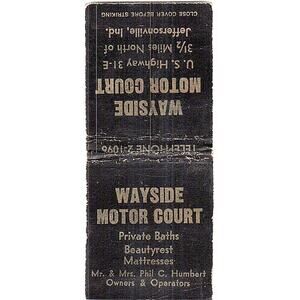 CLOSE COVER BEFORE STRIKING
Jeffersonville, Ind.
3½ Miles North of
U. S. Highway 31-E
MOTOR COURT
WAYSIDE
TELEPHONE 2-1096
WAYSIDE
MOTOR COURT
Private Baths
Beautyrest
Mattresses
Mr. & Mrs. Phil C. Humbert
Owners & Operators